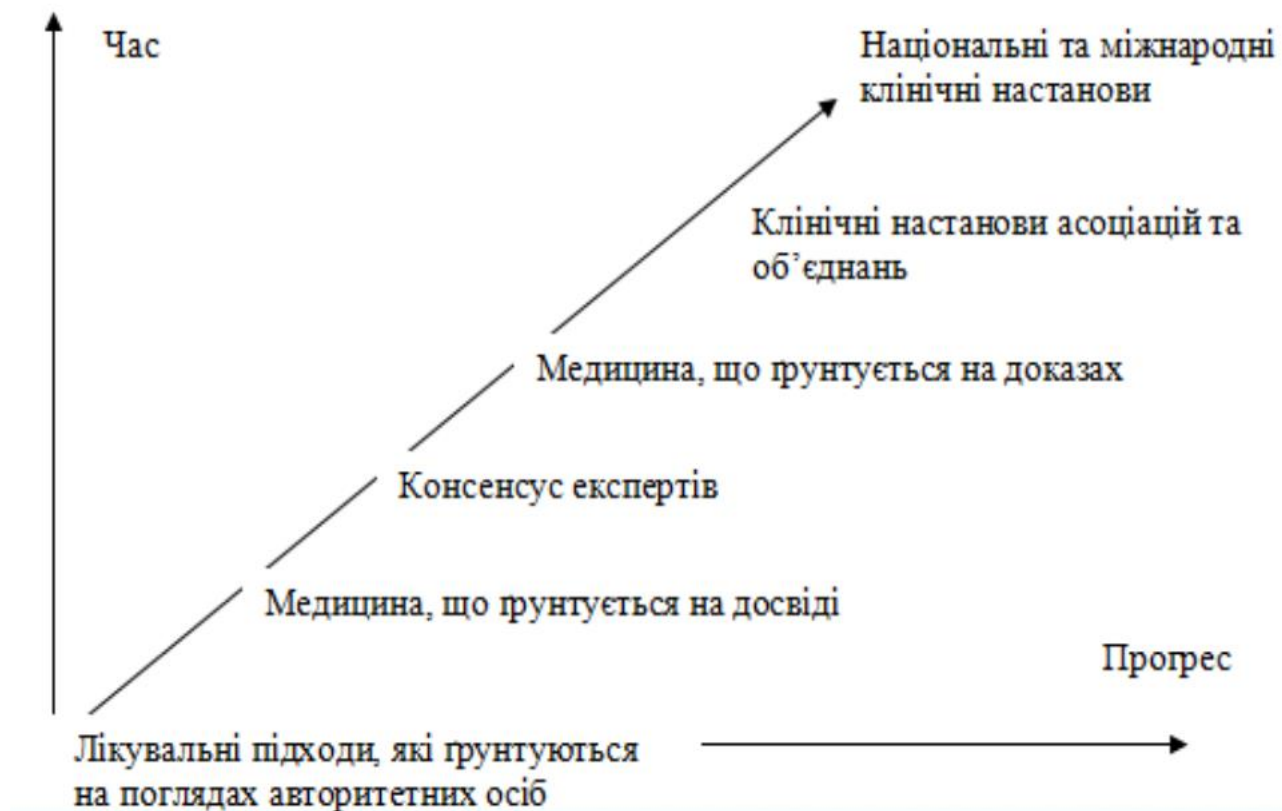 Час
Національні та міжнародні
клінічні настанови
Клінічні настанови асоціацій та
об’єднань
Медицина, що ґрунтується на доказах
Консенсус експертів
Медицина, що ґрунтується на досвіді
Прогрес
Лікувальні підходи, які ґрунтуються
на поглядах авторитетних осіб